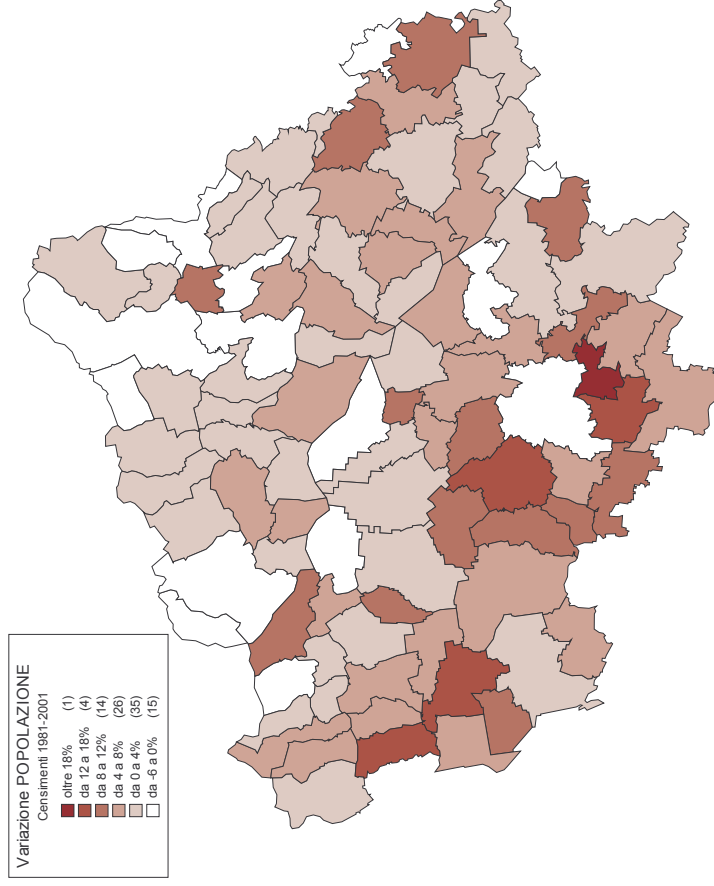 Variazione POPOLAZIONE
Censimenti 1981-2001
oltre 18% (1)
da 12 a 18% (4)
da 8 a 12% (14)
da 4 a 8% (26)
da 0 a 4% (35)
da -6 a 0% (15)